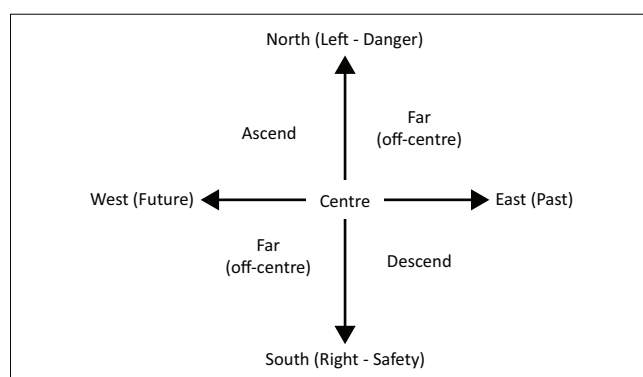 North (Left - Danger)
Far
(off-centre)
Ascend
West (Future)
Centre
East (Past)
Far
(off-centre)
Descend
South (Right - Safety)